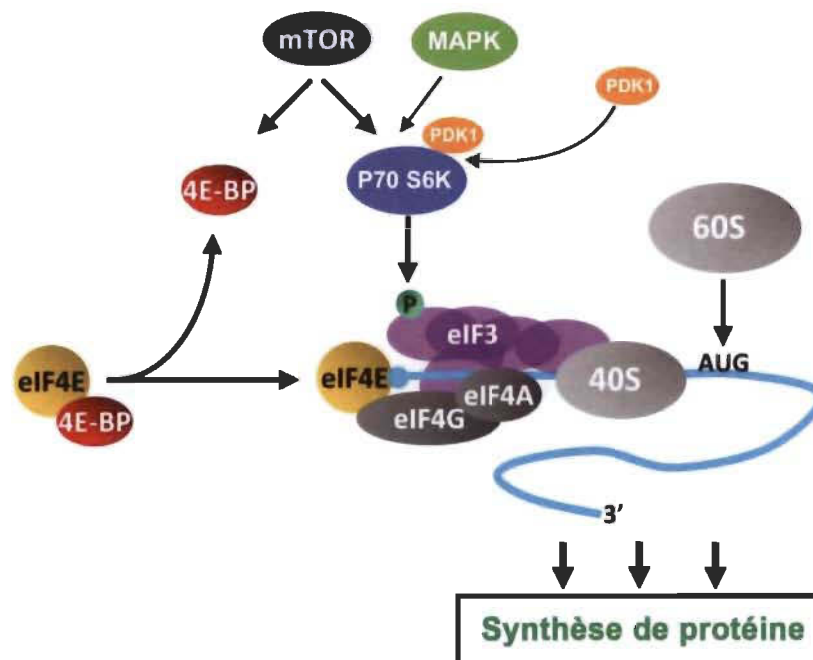 mTOR
MAPK
PDK1
PDK1
4E-BP
P70 S6K
60S
P
eIF3
AUG
eIF4E
eIF4E
40S
eIF4A
4E-BP
eIF4G
3’
Synthèse de protéine